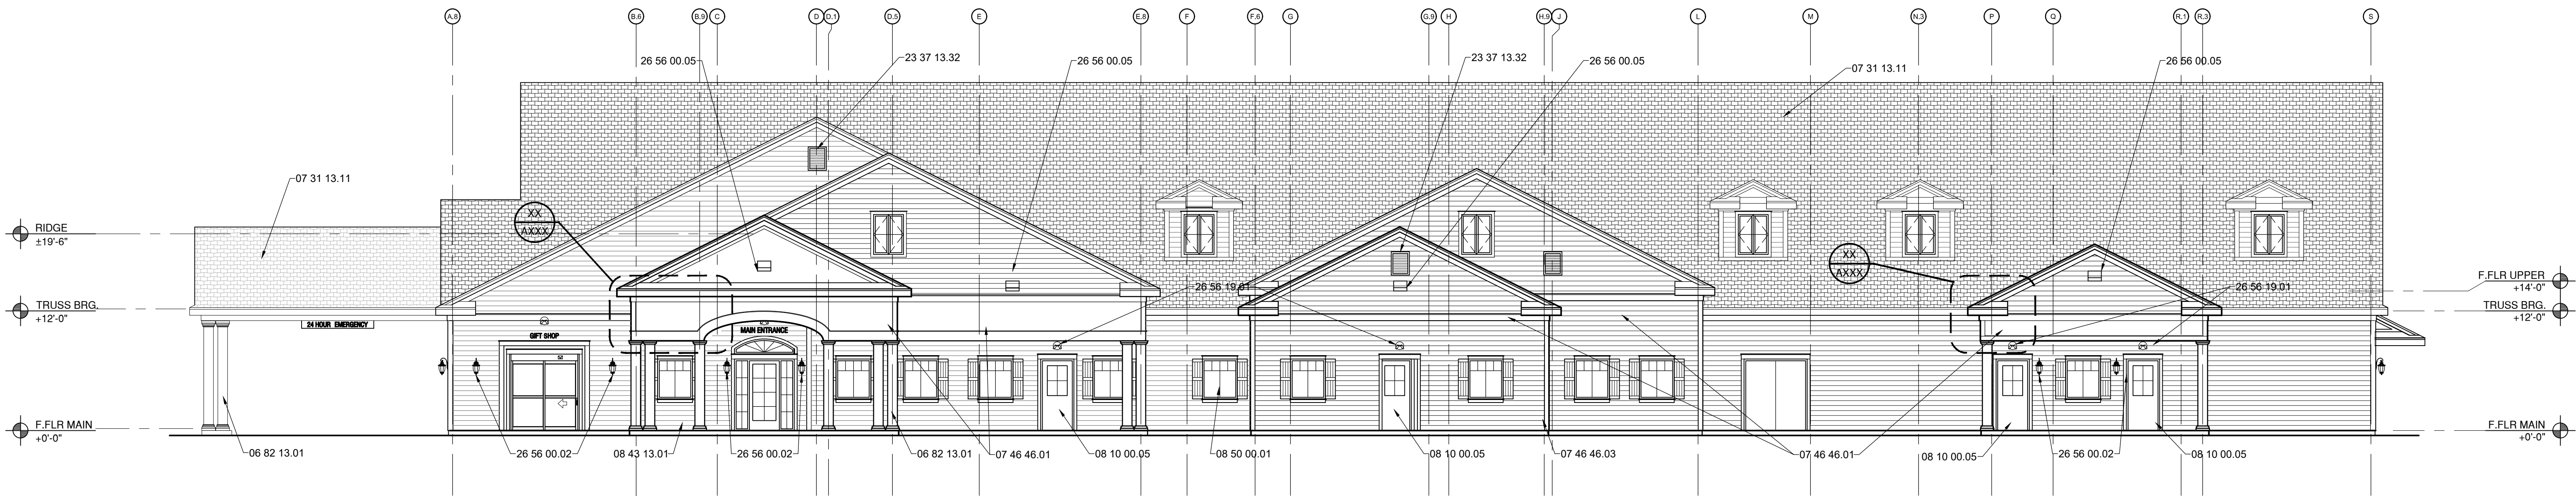 A.8 B.6 B.9 C D D.1 D.5 E E.8 F F.6 G G.9 H H.9 J L M N.3 P Q R.1 R.3 S
26 56 00.05
23 37 13.32
26 56 00.05
23 37 13.32
26 56 00.05
07 31 13.11
26 56 00.05
07 31 13.11
XX
AXXX
RIDGE
±19'-6"
XX
AXXX
F.FLR UPPER
+14'-0"
26 56 19.01
26 56 19.01
TRUSS BRG.
+12'-0"
TRUSS BRG.
+12'-0"
24 HOUR EMERGENCY
GIFT SHOP
MAIN ENTRANCE
F.FLR MAIN
+0'-0"
F.FLR MAIN
+0'-0"
06 82 13.01
26 56 00.02
08 43 13.01
26 56 00.02
06 82 13.01
07 46 46.01
08 10 00.05
08 50 00.01
08 10 00.05
07 46 46.03
07 46 46.01
08 10 00.05
26 56 00.02
08 10 00.05